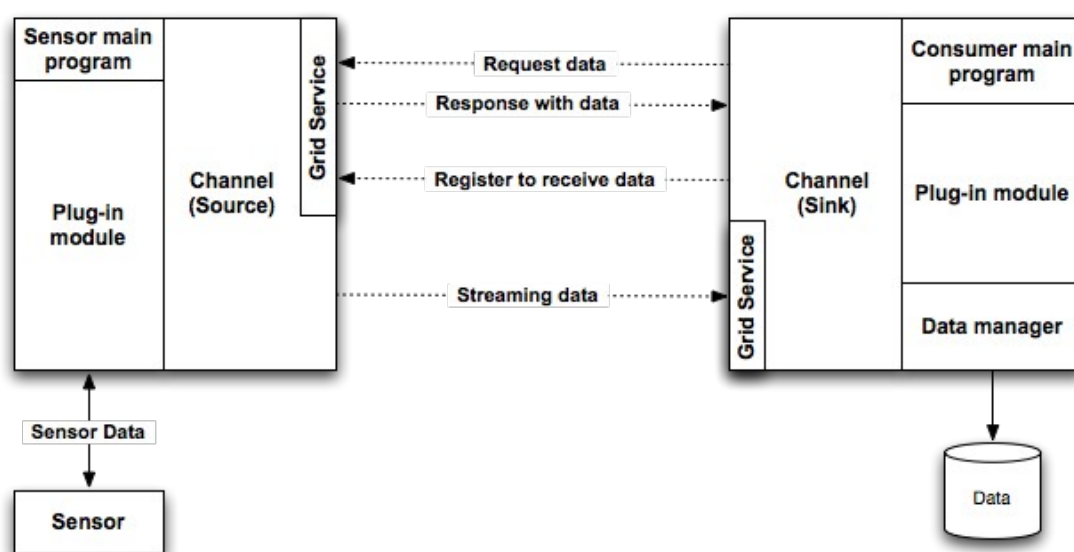 Sensor main
program
Plug-in
module
Channel
(Source)
Grid Service
Request data
Response with data
Register to receive data
Streaming data
Grid Service
Channel
(Sink)
Consumer main
program
Plug-in module
Data manager
Sensor Data
Sensor
Data